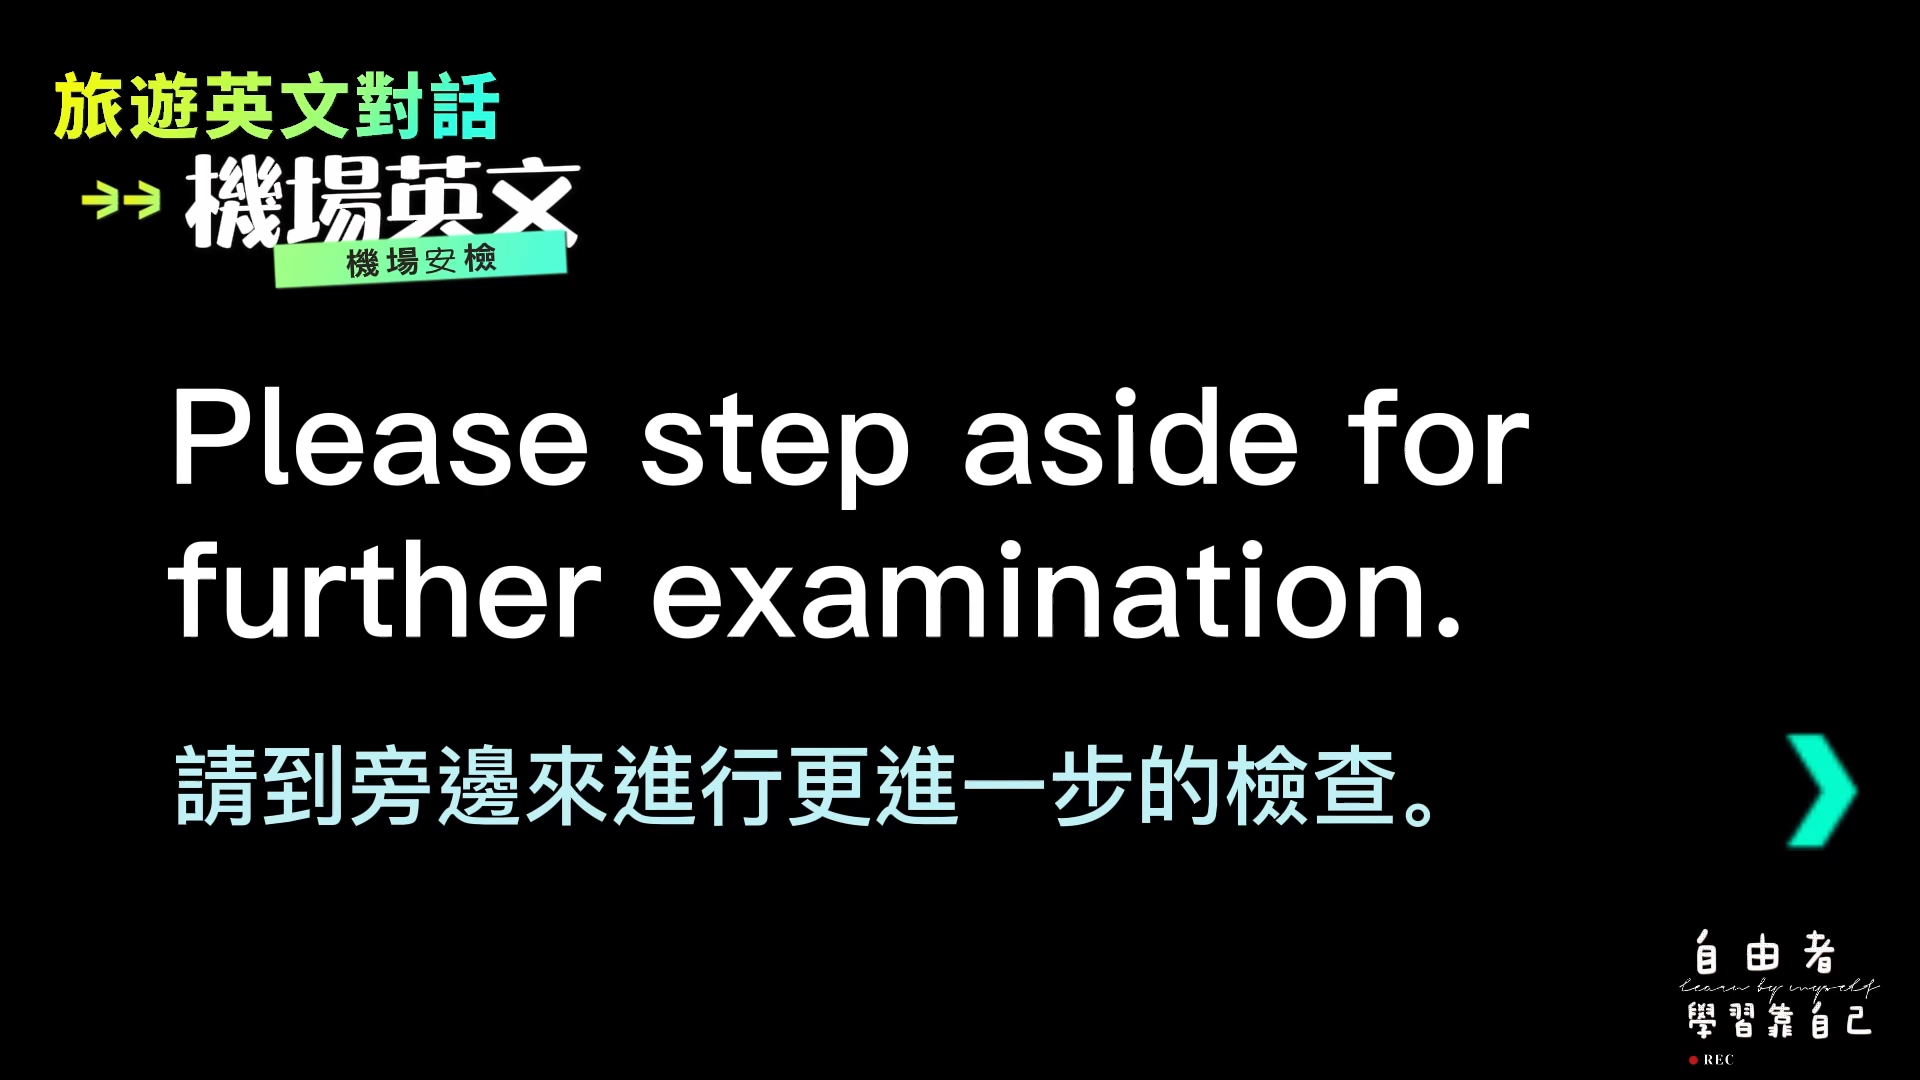 旅遊英文對話
機場英文
機場安檢
Please step aside for
further examination.
請到旁邊來進行更進一步的檢查。
自由者
learn by myself
學習靠自己
REC